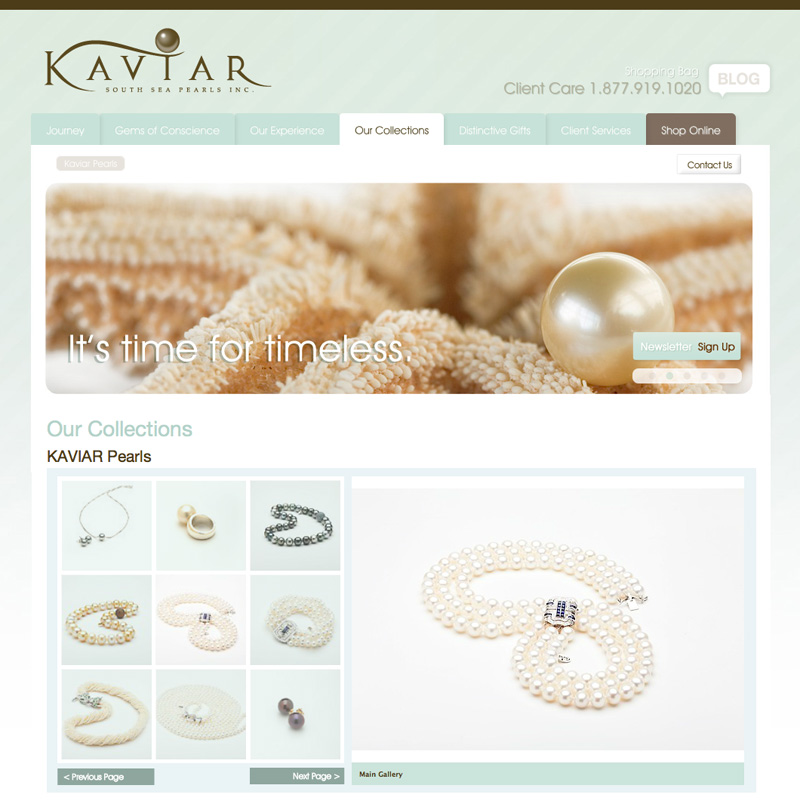 KAVIAR
SOUTH SEA PEARLS INC.
Shopping Bag
Client Care 1.877.919.1020
BLOG
Journey
Gems of Conscience
Our Experience
Our Collections
Distinctive Gifts
Client Services
Shop Online
Kaviar Pearls
Contact Us
It's time for timeless.
Newsletter Sign Up
Our Collections
KAVIAR Pearls
< Previous Page
Next Page >
Main Gallery